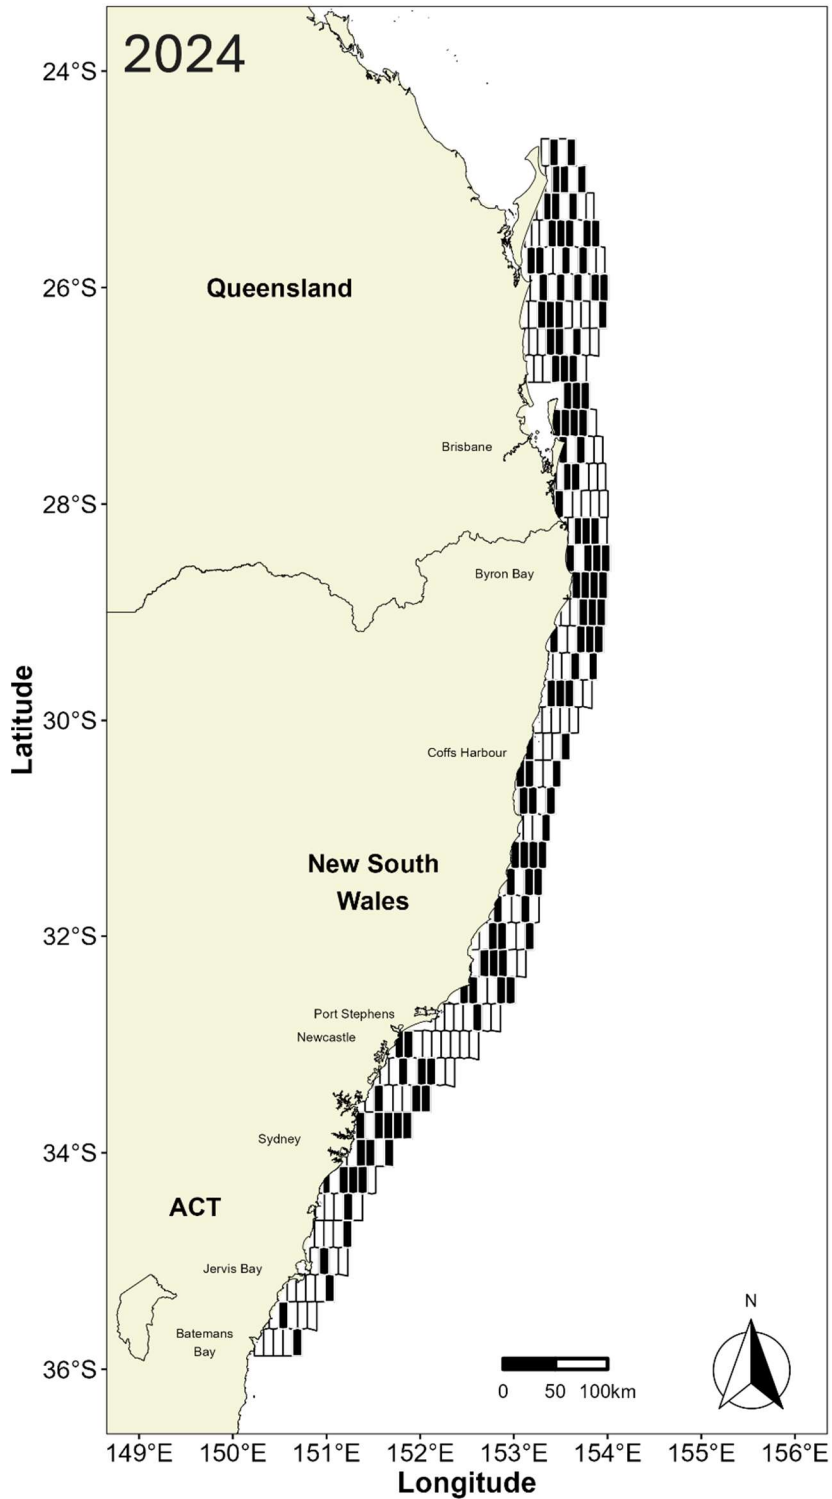 2024
24°S
26°S
28°S
30°S
32°S
34°S
36°S
Latitude
Queensland
Brisbane
Byron Bay
Coffs Harbour
New South
Wales
Port Stephens
Newcastle
Sydney
ACT
Jervis Bay
Batemans
Bay
N
0 50 100km
149°E 150°E 151°E 152°E 153°E 154°E 155°E 156°E
Longitude